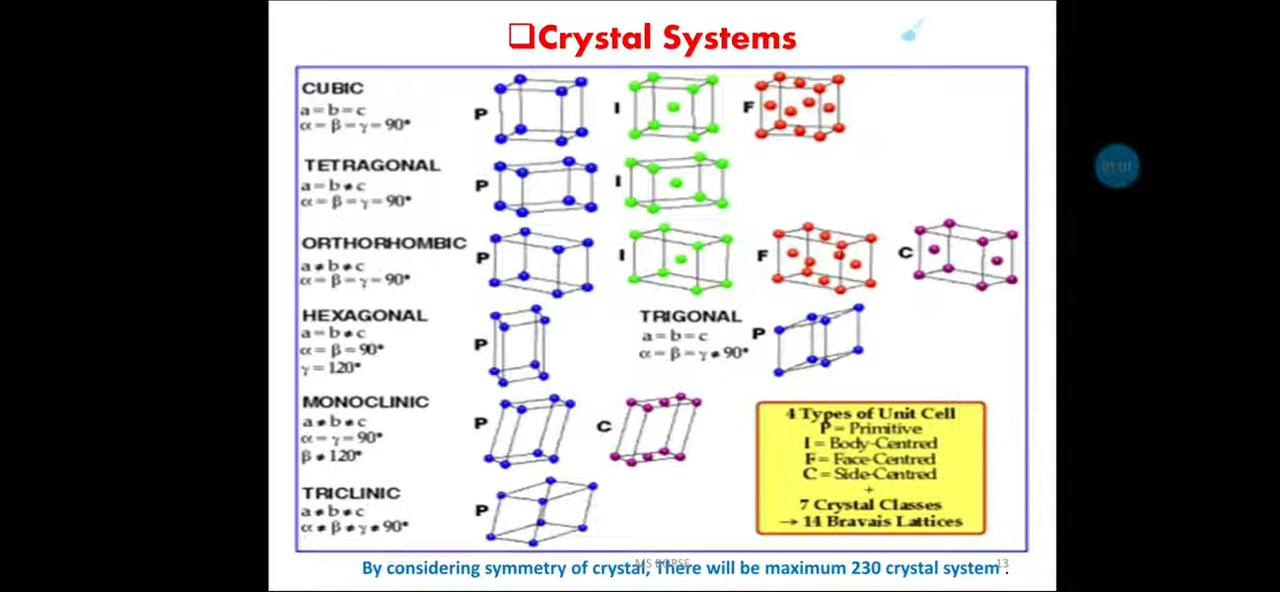 ❑Crystal Systems
CUBIC
a = b = c
α = β = γ = 90°
P
I
F
TETRAGONAL
a = b ≠ c
α = β = γ = 90°
P
I
ORTHORHOMBIC
a ≠ b ≠ c
α = β = γ = 90°
P
I
F
C
HEXAGONAL
a = b ≠ c
α = β = 90°
γ = 120°
P
TRIGONAL
a = b = c
α = β = γ ≠ 90°
P
MONOCLINIC
a ≠ b ≠ c
α = γ = 90°
β ≠ 120°
P
C
TRICLINIC
a ≠ b ≠ c
α ≠ β ≠ γ ≠ 90°
P
4 Types of Unit Cell
P = Primitive
I = Body-Centred
F = Face-Centred
C = Side-Centred
+
7 Crystal Classes
→ 14 Bravais Lattices
By considering symmetry of crystal, There will be maximum 230 crystal system .
13
01:01